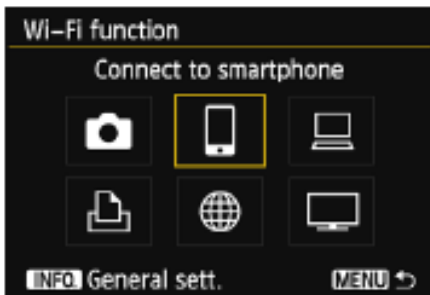 Wi-Fi function
Connect to smartphone
INFO. General sett. MENU